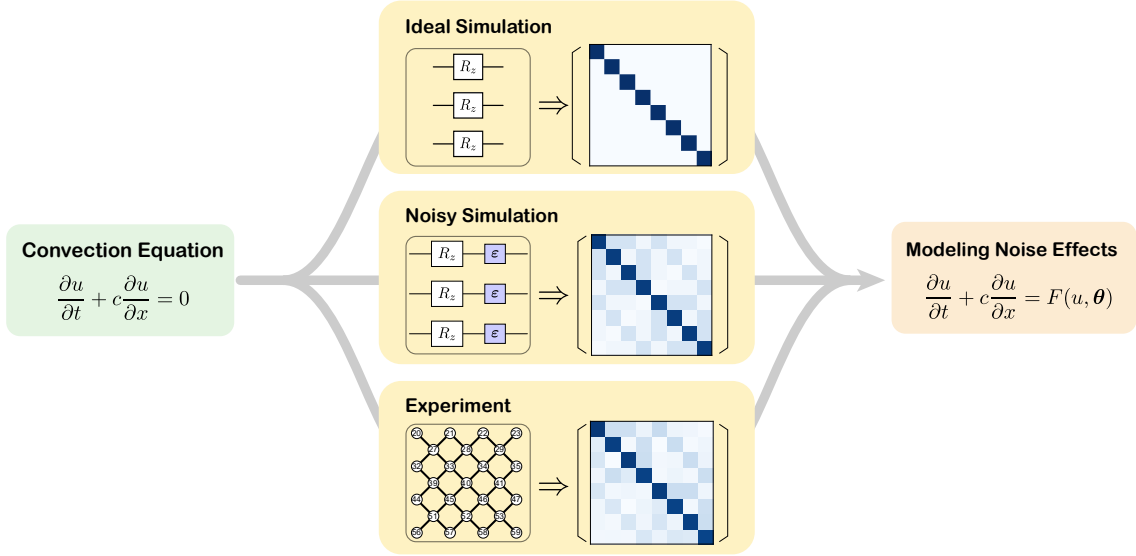 Ideal Simulation
R_z
R_z
R_z
⇒
Noisy Simulation
R_z ε
R_z ε
R_z ε
⇒
Convection Equation
∂u/∂t + c ∂u/∂x = 0
Modeling Noise Effects
∂u/∂t + c ∂u/∂x = F(u, θ)
Experiment
20 21 22 23
27 28 29
32 33 34 35
39 40 41
44 45 46 47
51 52 53
56 57 58 59
⇒